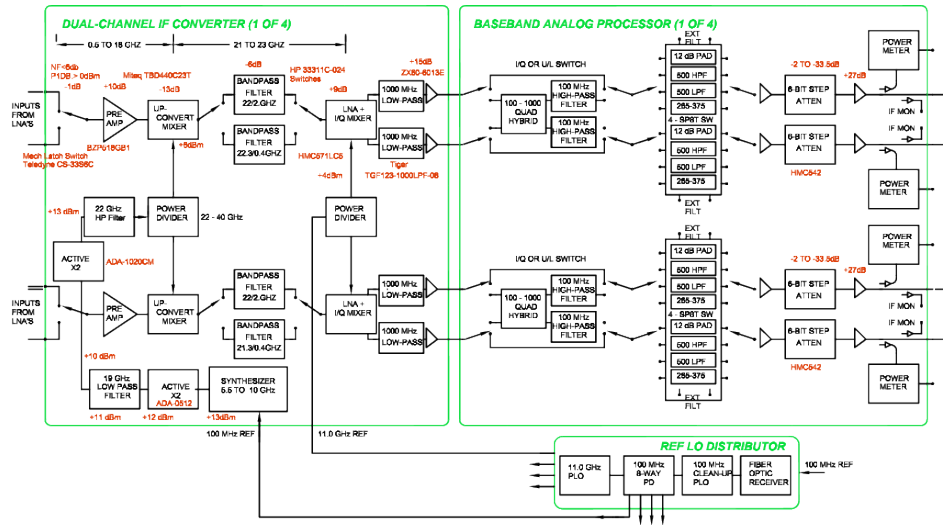 DUAL-CHANNEL IF CONVERTER (1 OF 4)
0.5 TO 18 GHZ
21 TO 23 GHZ
NF<6db
P1DB > 0dBm
-1dB
Miteq TBD440C23T
+10dB
-13dB
-6dB
HP 33311C-024
Switches
+15dB
ZX60-6013E
INPUTS
FROM
LNA'S
PRE
AMP
UP-
CONVERT
MIXER
BANDPASS
FILTER
22/2.GHZ
+9dB
LNA +
I/Q MIXER
1000 MHz
LOW-PASS
BZP518GB1
+8dBm
BANDPASS
FILTER
22.3/0.4GHZ
HMC571LC5
1000 MHz
LOW-PASS
Mech Latch Switch
Teledyne CS-33S6C
+4dBm
Tiger
TGF123-1000LPF-08
+13 dBm
22 GHz
HP Filter
POWER
DIVIDER
22 - 40 GHZ
POWER
DIVIDER
ACTIVE
X2
ADA-1020CM
INPUTS
FROM
LNA'S
PRE
AMP
UP-
CONVERT
MIXER
BANDPASS
FILTER
22/2.GHZ
LNA +
I/Q MIXER
1000 MHz
LOW-PASS
BANDPASS
FILTER
21.3/0.4GHZ
1000 MHz
LOW-PASS
+10 dBm
19 GHz
LOW PASS
FILTER
ACTIVE
X2
ADA-0512
SYNTHESIZER
5.5 TO 10 GHZ
+11 dBm
+12 dBm
+13dBm
100 MHz REF
11.0 GHz REF
BASEBAND ANALOG PROCESSOR (1 OF 4)
EXT
FILT
I/Q OR U/L SWITCH
100 - 1000
QUAD
HYBRID
100 MHz
HIGH-PASS
FILTER
100 MHz
HIGH-PASS
FILTER
12 dB PAD
500 HPF
500 LPF
265-375
4 - SP8T SW
12 dB PAD
500 HPF
500 LPF
265-375
EXT
FILT
-2 TO -33.5dB
6-BIT STEP
ATTEN
+27dB
POWER
METER
IF MON
IF MON
6-BIT STEP
ATTEN
HMC542
POWER
METER
EXT
FILT
I/Q OR U/L SWITCH
100 - 1000
QUAD
HYBRID
100 MHz
HIGH-PASS
FILTER
100 MHz
HIGH-PASS
FILTER
12 dB PAD
500 HPF
500 LPF
265-375
4 - SP8T SW
12 dB PAD
500 HPF
500 LPF
265-375
EXT
FILT
-2 TO -33.5dB
6-BIT STEP
ATTEN
+27dB
POWER
METER
IF MON
IF MON
6-BIT STEP
ATTEN
HMC542
POWER
METER
REF LO DISTRIBUTOR
11.0 GHz
PLO
100 MHz
8-WAY
PD
100 MHz
CLEAN-UP
PLO
FIBER
OPTIC
RECEIVER
100 MHz REF